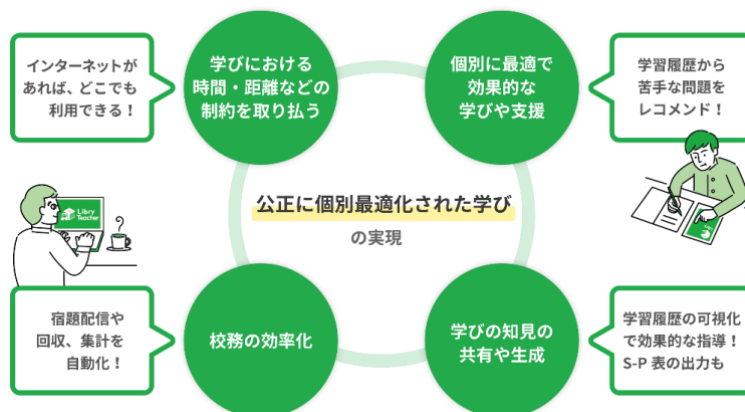 インターネットが
あれば、どこでも
利用できる！
学びにおける
時間・距離などの
制約を取り払う
個別に最適で
効果的な
学びや支援
学習履歴から
苦手な問題を
レコメンド！
公正に個別最適化された学び
の実現
Libry
Teacher
宿題配信や
回収、集計を
自動化！
校務の効率化
学びの知見の
共有や生成
学習履歴の可視化
で効果的な指導！
S-P 表の出力も